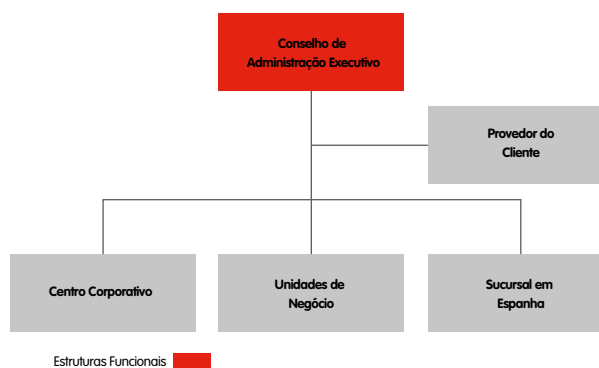 Conselho de
Administração Executivo
Provedor do
Cliente
Centro Corporativo
Unidades de
Negócio
Sucursal em
Espanha
Estruturas Funcionais